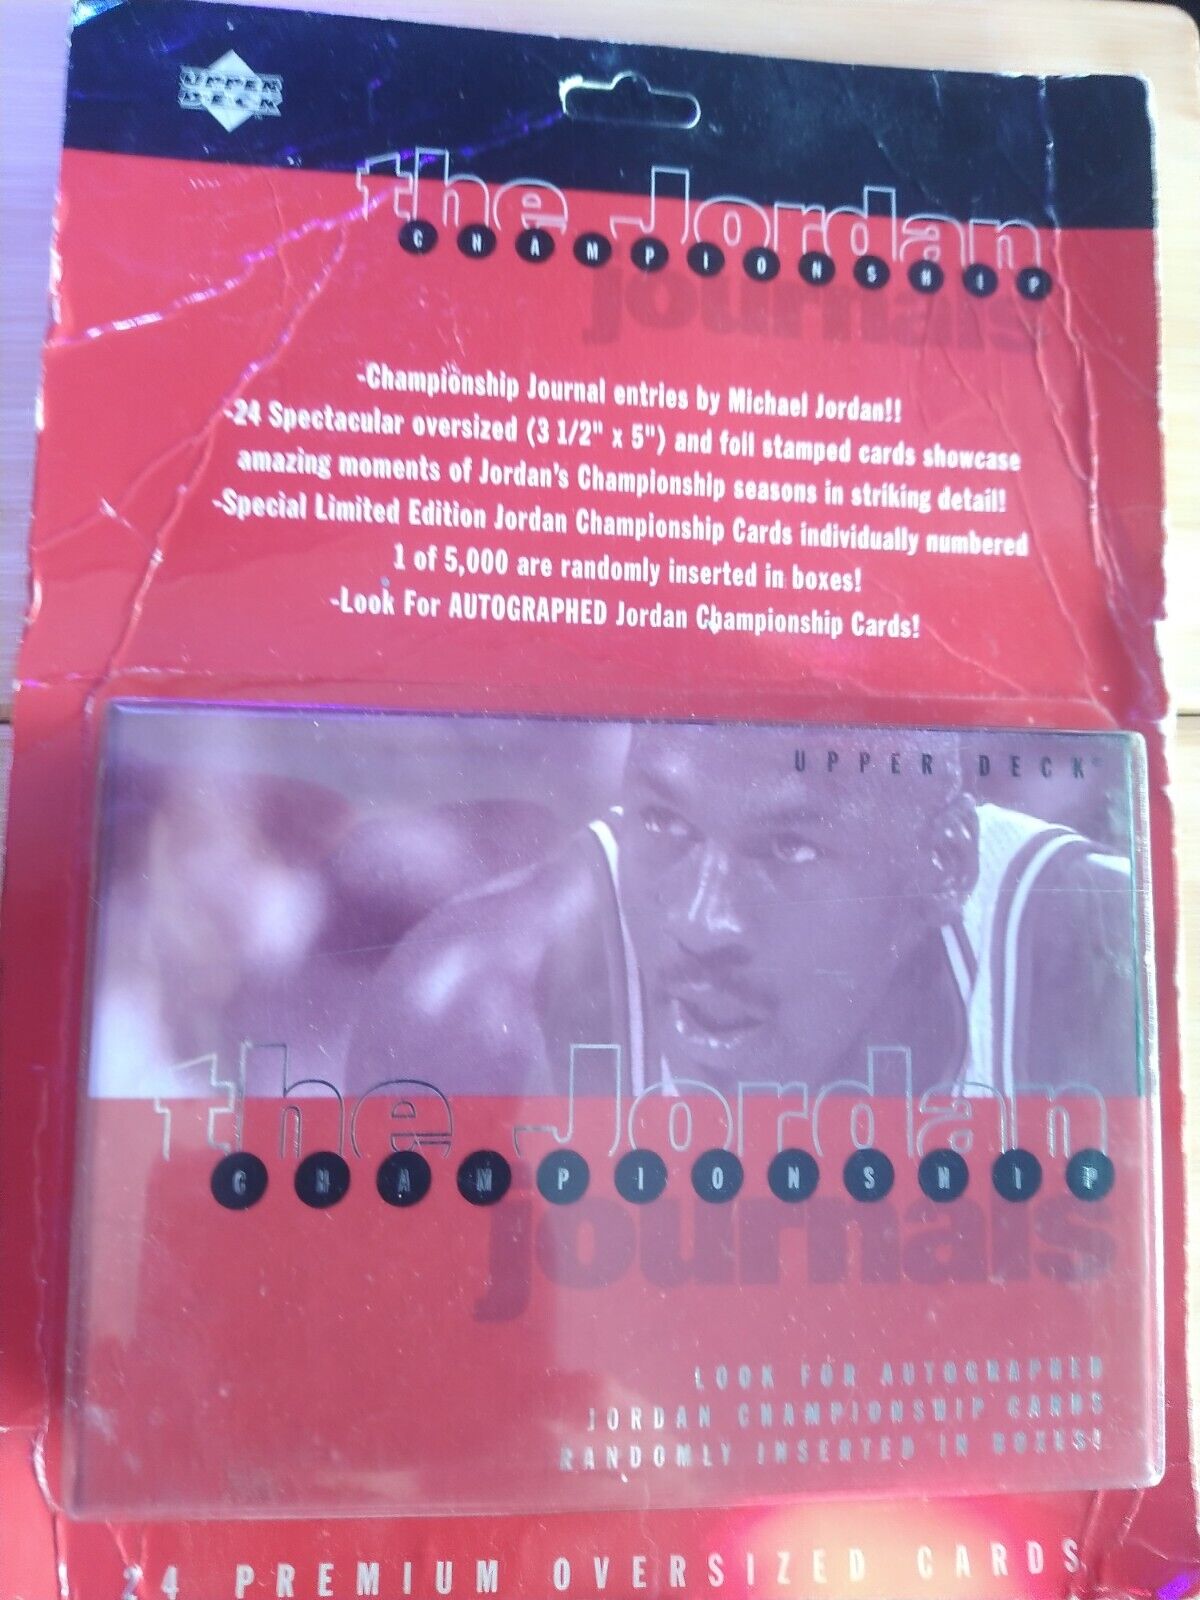 UPPER
DECK
the Jordan
CHAMPIONSHIP
journals
-Championship Journal entries by Michael Jordan!!
-24 Spectacular oversized (3 1/2" x 5") and foil stamped cards showcase
amazing moments of Jordan's Championship seasons in striking detail!
-Special Limited Edition Jordan Championship Cards individually numbered
1 of 5,000 are randomly inserted in boxes!
-Look For AUTOGRAPHED Jordan Championship Cards!
UPPER DECK®
the Jordan
CHAMPIONSHIP
journals
LOOK FOR AUTOGRAPHED
JORDAN CHAMPIONSHIP CARDS
RANDOMLY INSERTED IN BOXES!
24 PREMIUM OVERSIZED CARDS